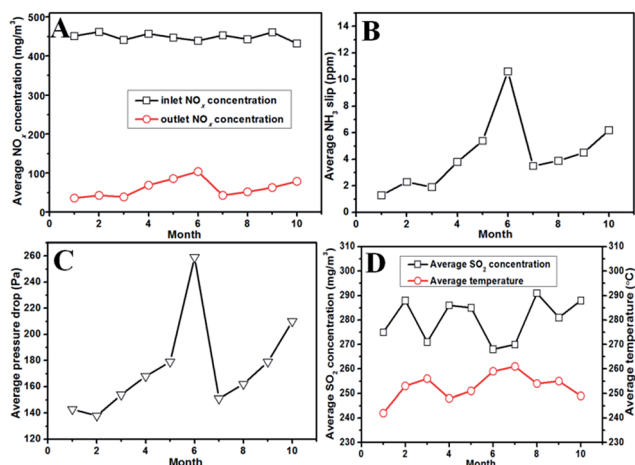 A
Average NOₓ cncentration (mg/m³)
450
400
300
200
100
0
inlet NOₓ concontration
outlet NOₓ concontration
0 2 4 6 8 10
Month
B
Average NH₃ slip (ppm)
14
12
10
8
6
4
2
0
0 2 4 6 8 10
Month
C
Average pressure drop (Pa)
260
240
220
200
180
160
140
120
0 2 4 6 8 10
Month
D
Average SO₂ concentration (mg/m³)
310
300
290
280
270
260
250
240
230
Average SO₂ concentration
Average temperature
310
300
290
280
270
260
250
240
230
Average temperature (°C)
0 2 4 6 8 10
Month